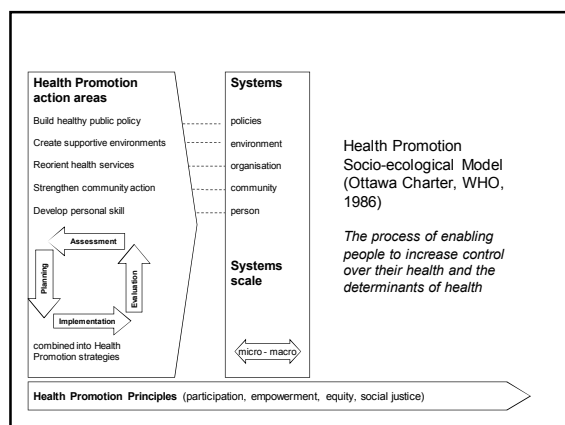 Health Promotion
action areas
Build healthy public policy
Create supportive environments
Reorient health services
Strengthen community action
Develop personal skill
Assessment
Planning
Evaluation
Implementation
combined into Health
Promotion strategies
Systems
policies
environment
organisation
community
person
Systems
scale
micro - macro
Health Promotion
Socio-ecological Model
(Ottawa Charter, WHO,
1986)
The process of enabling
people to increase control
over their health and the
determinants of health
Health Promotion Principles (participation, empowerment, equity, social justice)